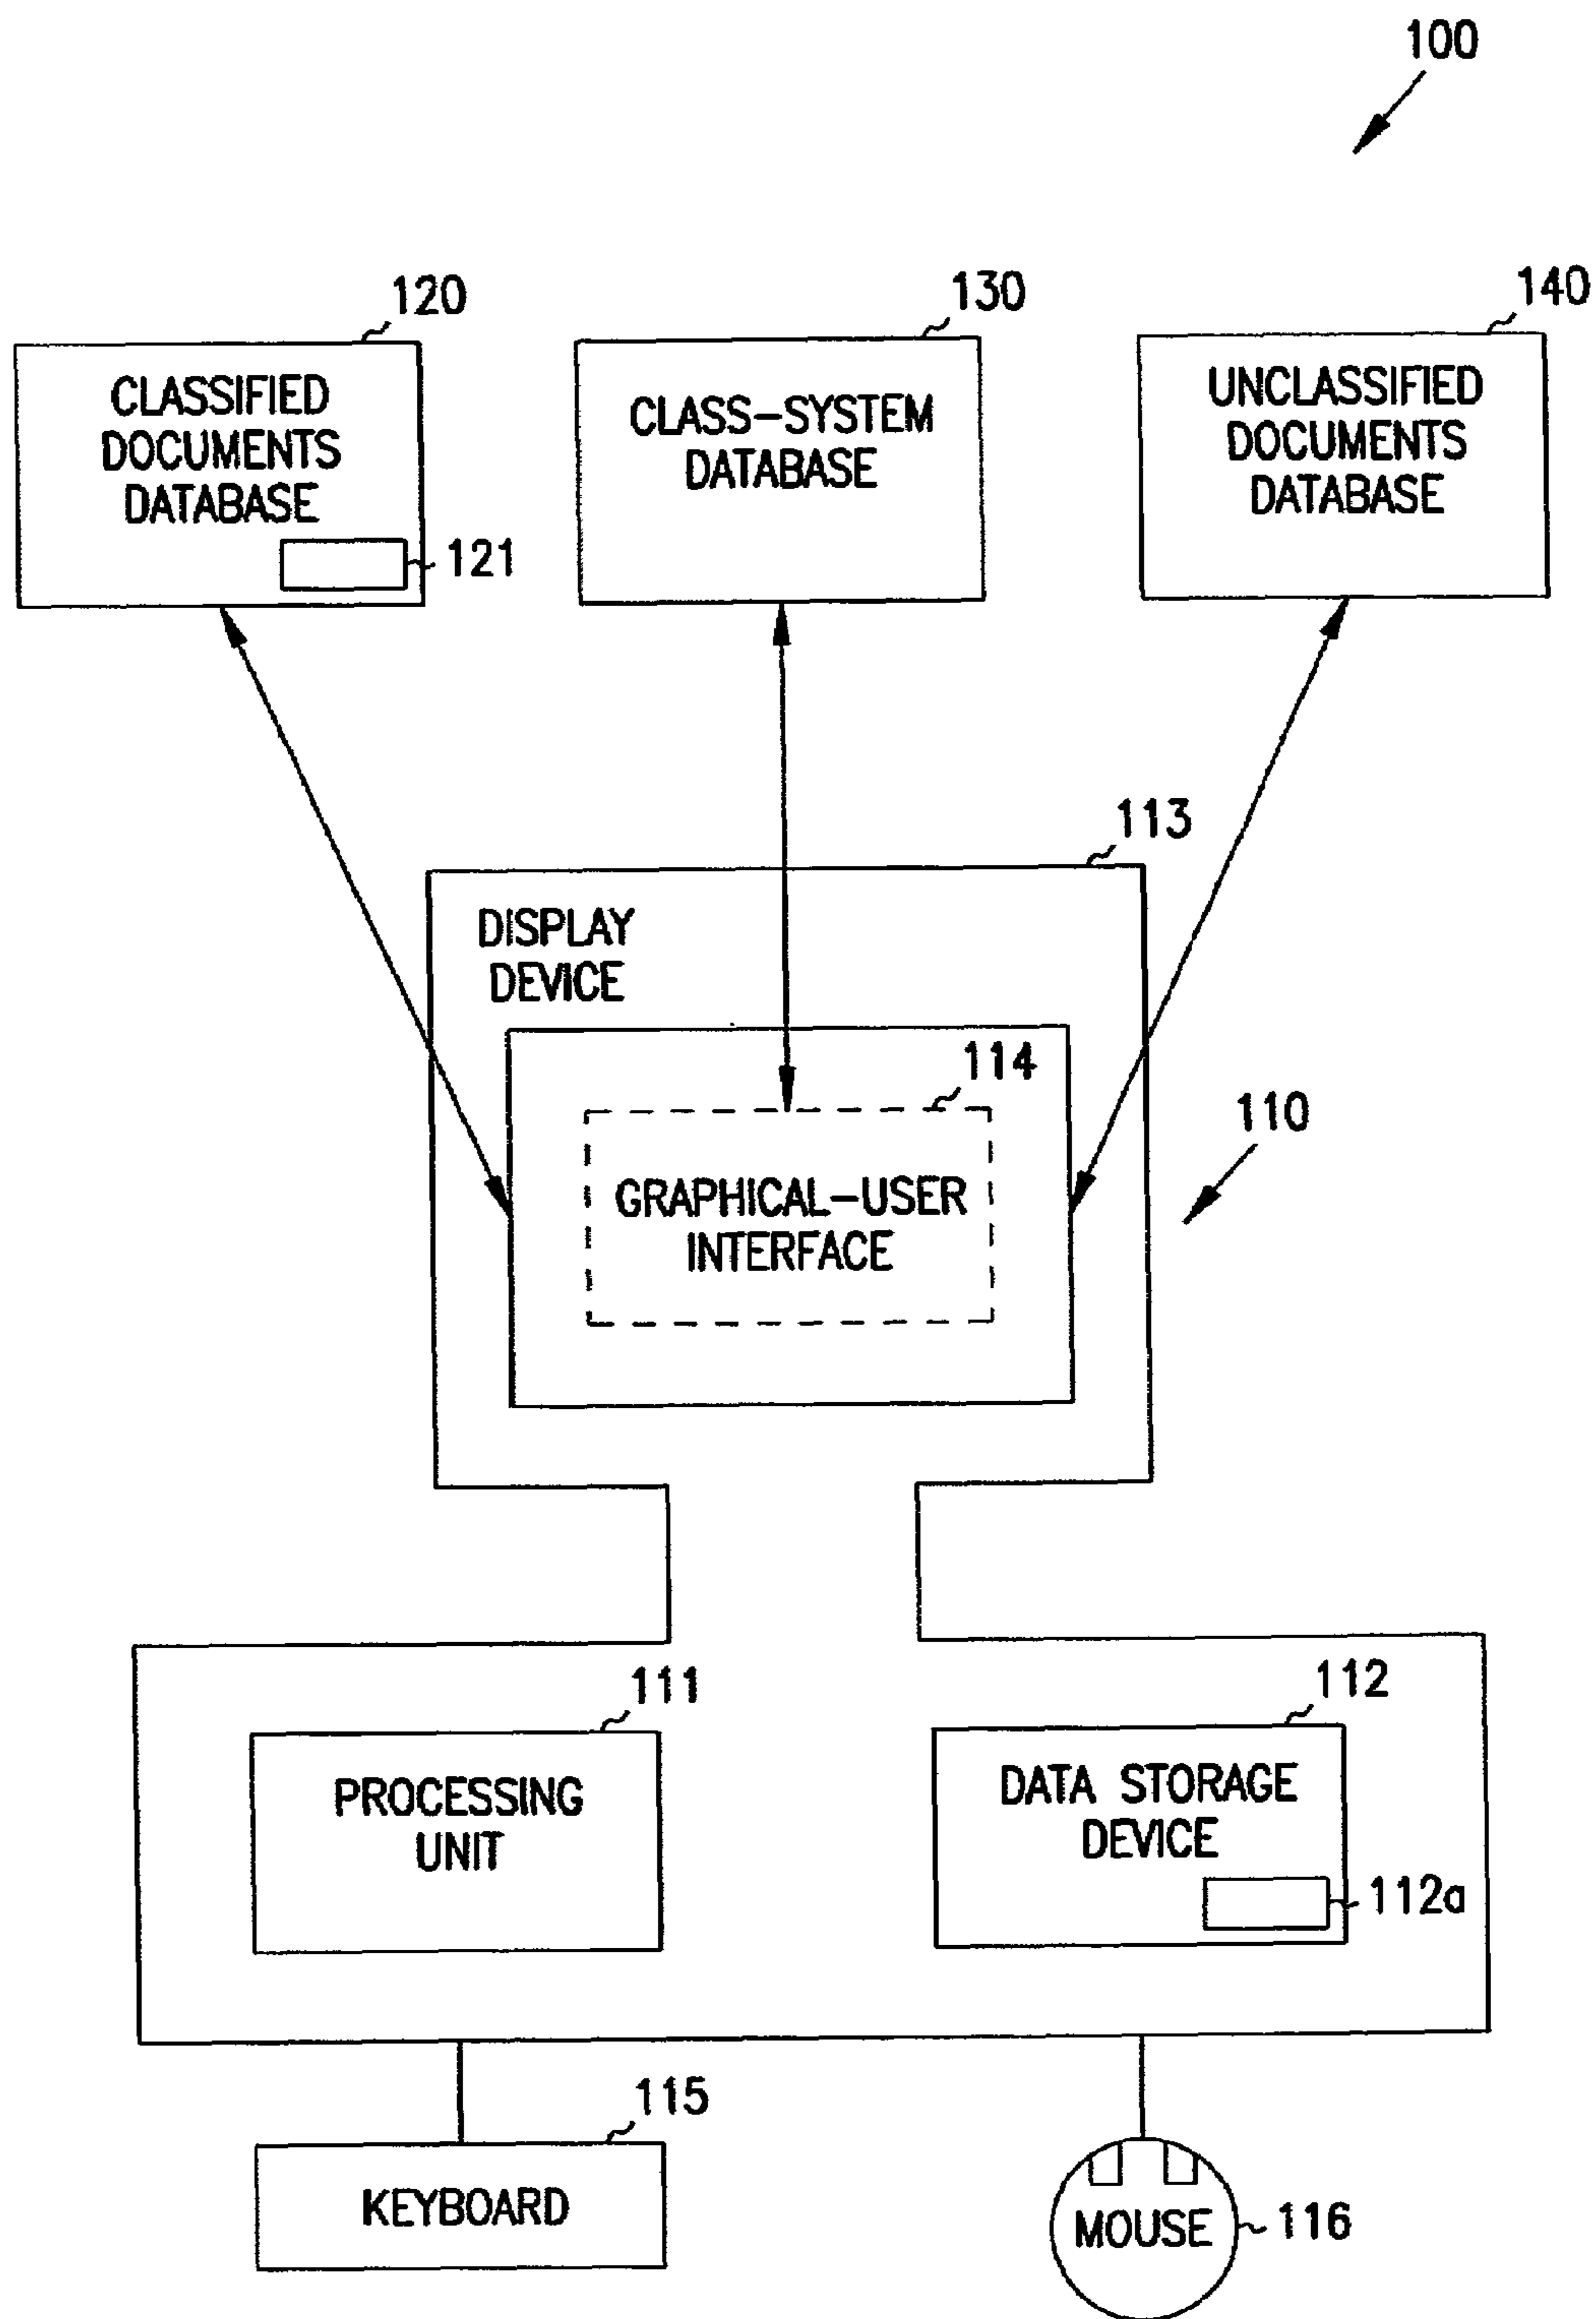 100
120
130
140
CLASSIFIED
DOCUMENTS
DATABASE
121
CLASS-SYSTEM
DATABASE
UNCLASSIFIED
DOCUMENTS
DATABASE
113
DISPLAY
DEVICE
114
GRAPHICAL-USER
INTERFACE
110
111
PROCESSING
UNIT
112
DATA STORAGE
DEVICE
112a
115
KEYBOARD
MOUSE
116